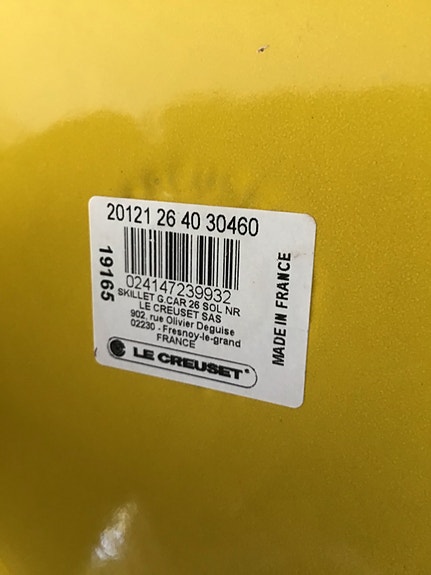 20121 26 40 30460
19165
024147239932
SKILLET G.CAR 26 SOL NR
LE CREUSET SAS
902, rue Olivier Deguise
02230 - Fresnoy-le-grand
FRANCE
LE CREUSET®
MADE IN FRANCE